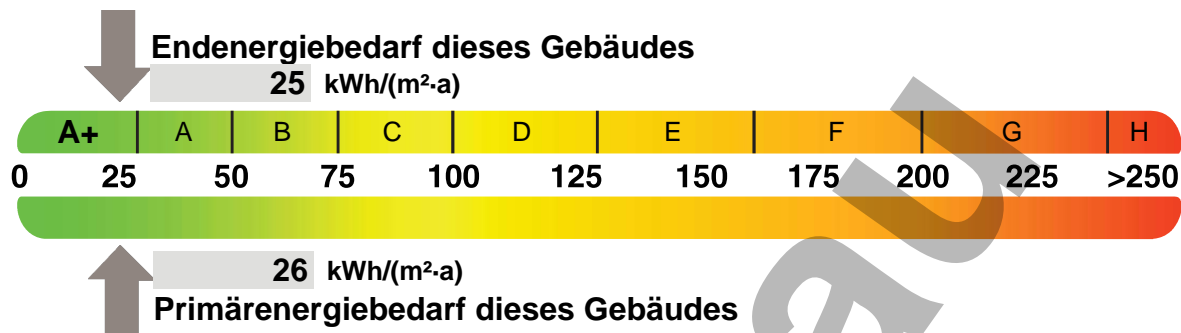 Endenergiebedarf dieses Gebäudes
25 kWh/(m²·a)
A+ A B C D E F G H
0 25 50 75 100 125 150 175 200 225 >250
26 kWh/(m²·a)
Primärenergiebedarf dieses Gebäudes
au